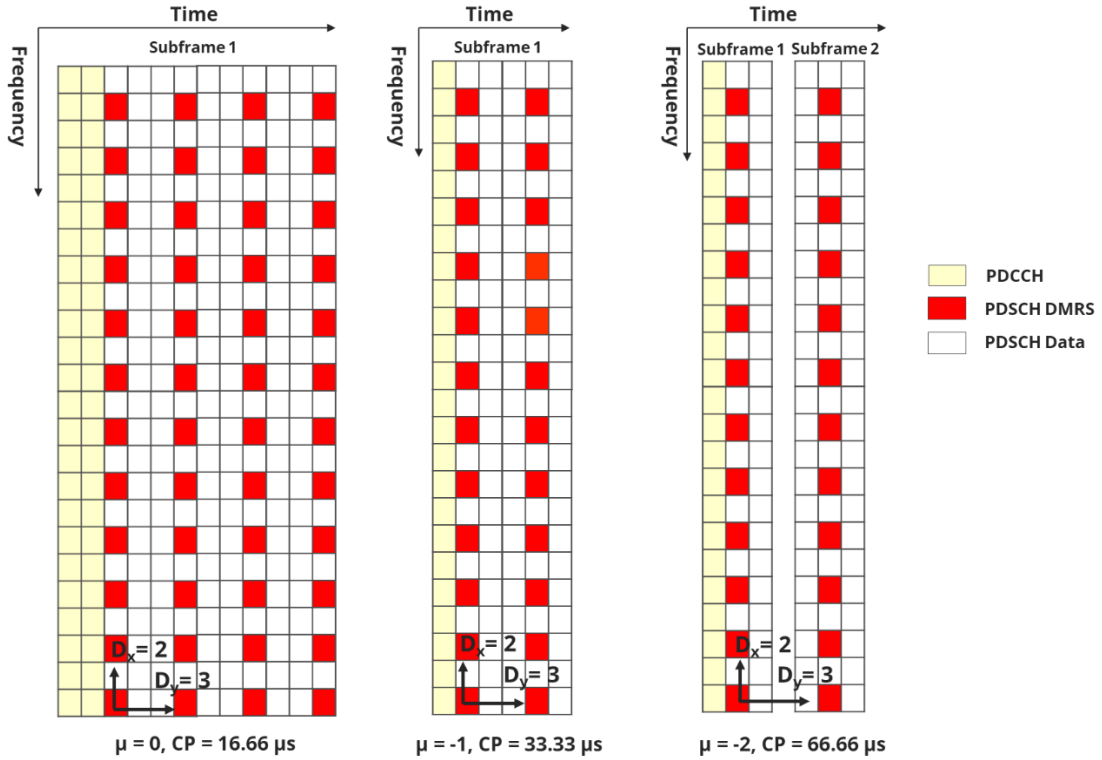 Time
Time
Time
Subframe 1
Subframe 1
Subframe 1 Subframe 2
Frequency
Frequency
Frequency
PDCCH
PDSCH DMRS
PDSCH Data
Dx= 2
Dy= 3
Dx= 2
Dy= 3
Dx= 2
Dy= 3
μ = 0, CP = 16.66 μs
μ = -1, CP = 33.33 μs
μ = -2, CP = 66.66 μs